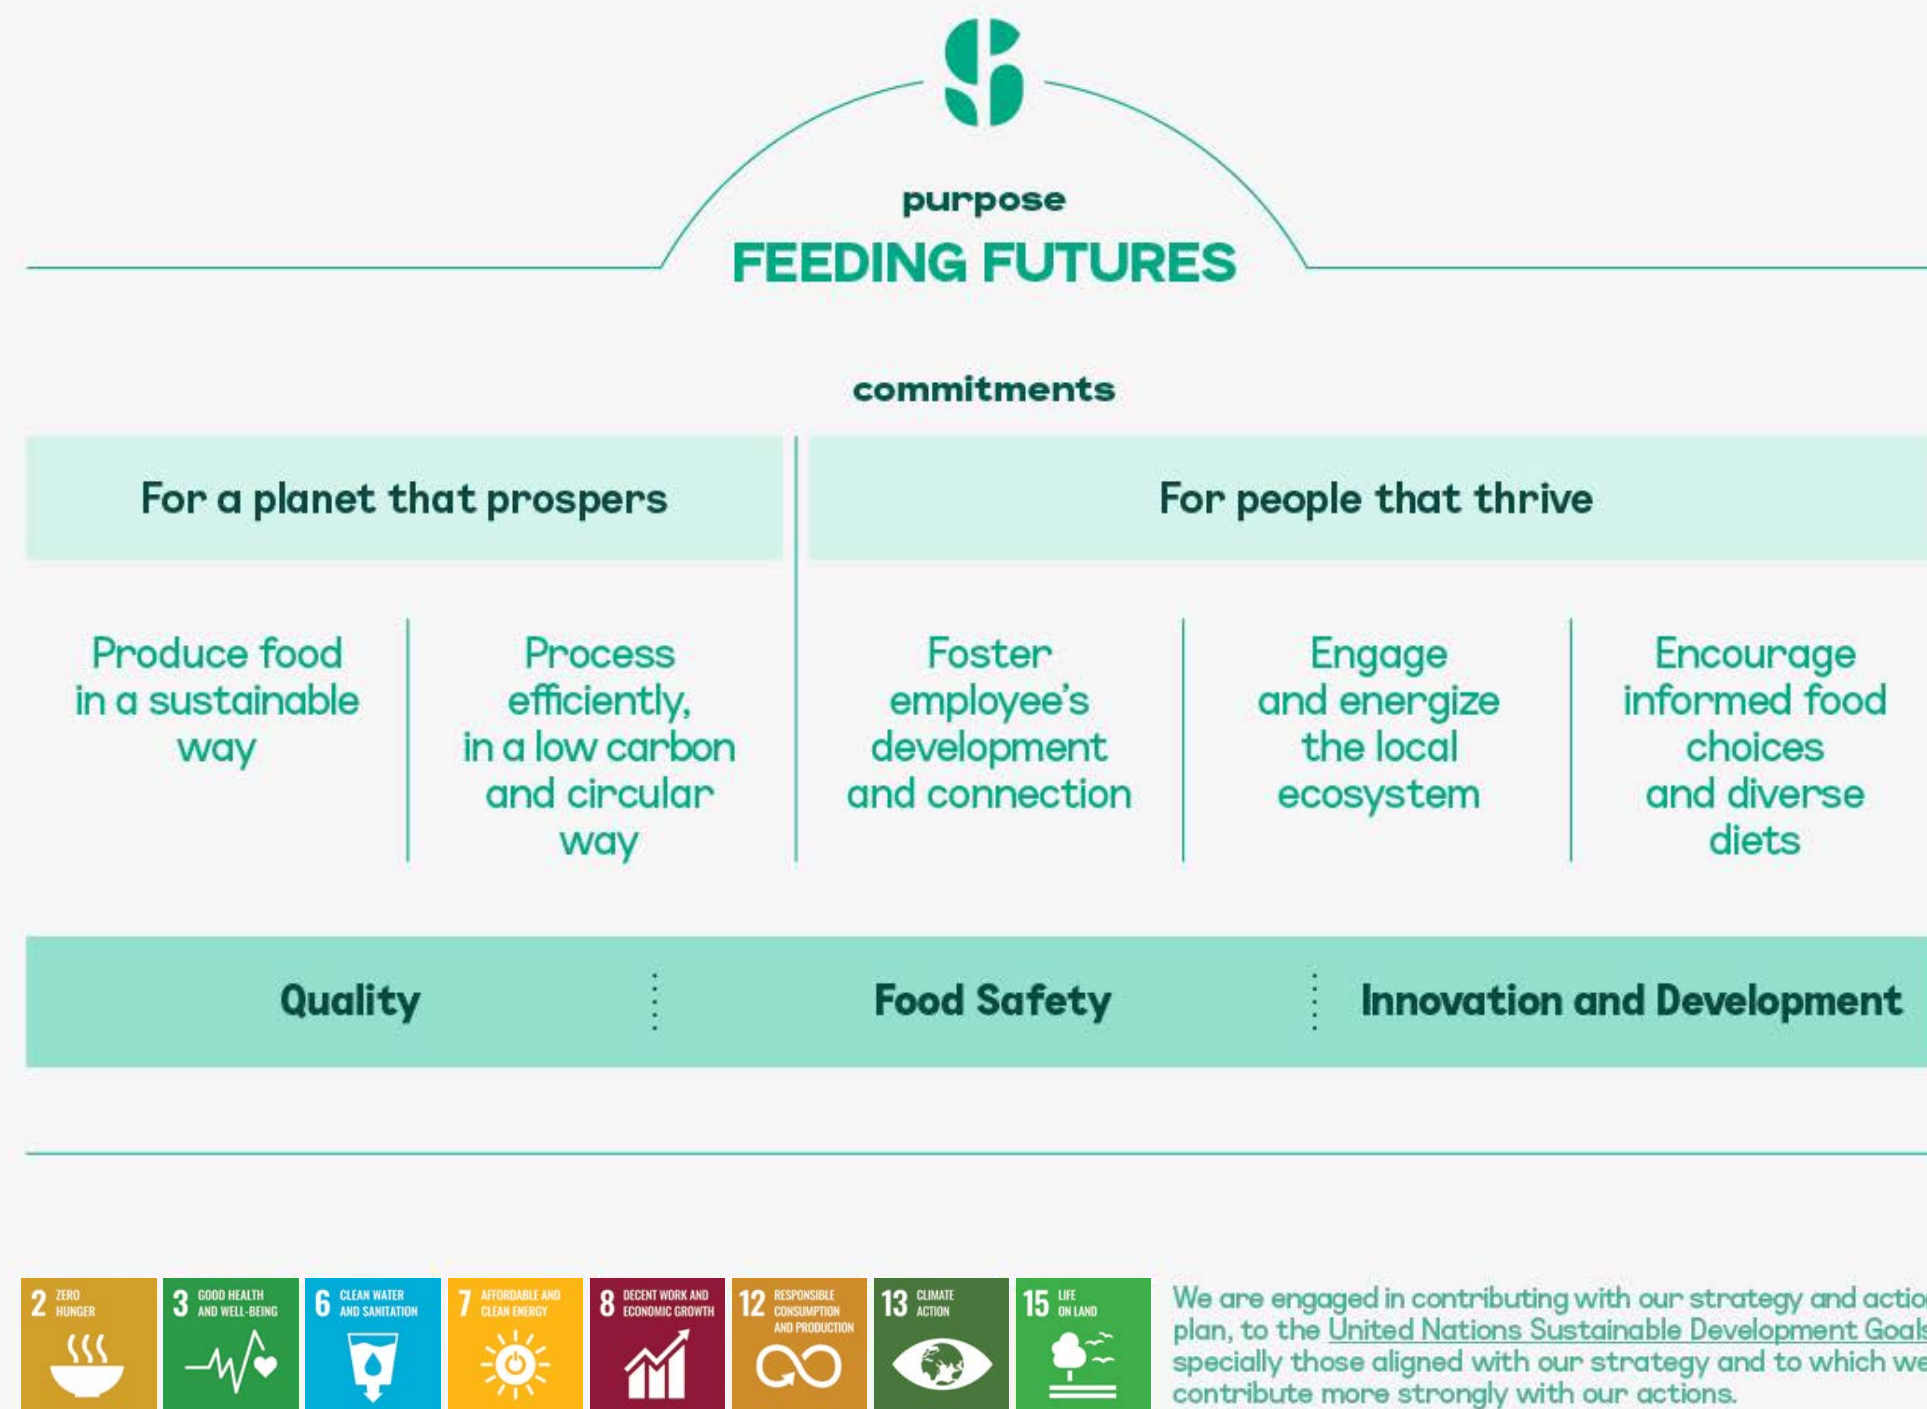 purpose
FEEDING FUTURES
commitments
For a planet that prospers
For people that thrive
Produce food
in a sustainable
way
Process
efficiently,
in a low carbon
and circular
way
Foster
employee's
development
and connection
Engage
and energize
the local
ecosystem
Encourage
informed food
choices
and diverse
diets
Quality
Food Safety
Innovation and Development
2 ZERO
HUNGER
3 GOOD HEALTH
AND WELL-BEING
6 CLEAN WATER
AND SANITATION
7 AFFORDABLE AND
CLEAN ENERGY
8 DECENT WORK AND
ECONOMIC GROWTH
12 RESPONSIBLE
CONSUMPTION
AND PRODUCTION
13 CLIMATE
ACTION
15 LIFE
ON LAND
We are engaged in contributing with our strategy and actio
plan, to the United Nations Sustainable Development Goals
specially those aligned with our strategy and to which we
contribute more strongly with our actions.